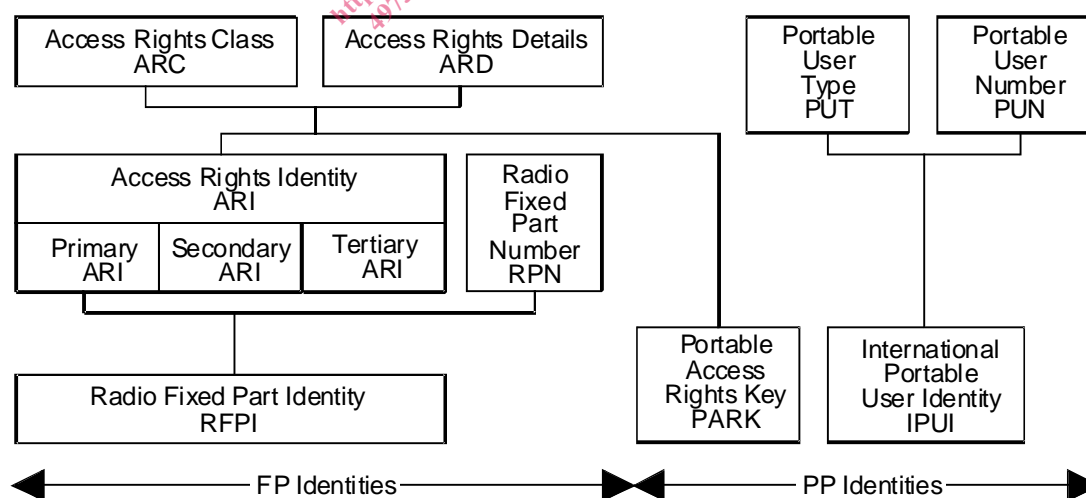 Access Rights Class
ARC
Access Rights Details
ARD
Portable
User
Type
PUT
Portable
User
Number
PUN
Access Rights Identity
ARI
Primary
ARI
Secondary
ARI
Tertiary
ARI
Radio
Fixed
Part
Number
RPN
Radio Fixed Part Identity
RFPI
Portable
Access
Rights Key
PARK
International
Portable
User Identity
IPUI
FP Identities
PP Identities